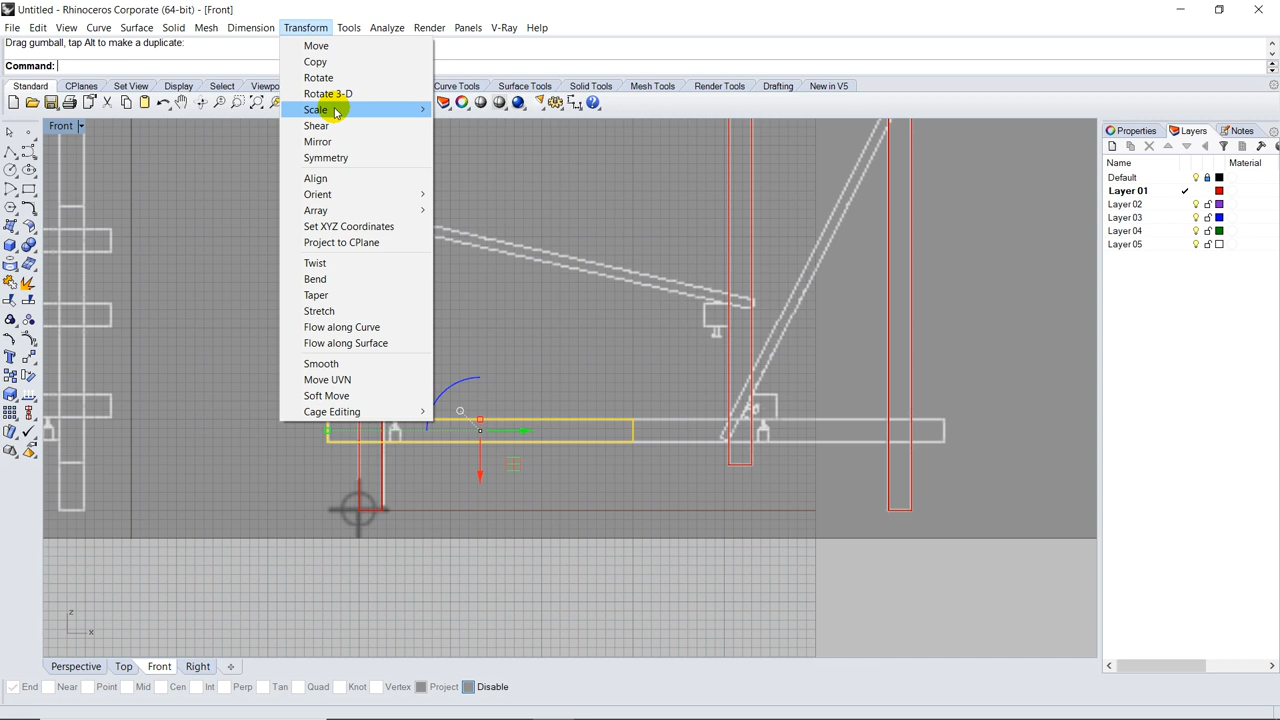 Untitled - Rhinoceros Corporate (64-bit) - [Front]
File Edit View Curve Surface Solid Mesh Dimension Transform Tools Analyze Render Panels V-Ray Help
Drag gumball, tap Alt to make a duplicate:
Command:
Standard CPlanes Set View Display Select Curve Tools Surface Tools Solid Tools Mesh Tools Render Tools Drafting New in V5
Front
Move
Copy
Rotate
Rotate 3-D
Scale
Shear
Mirror
Symmetry
Align
Orient
Array
Set XYZ Coordinates
Project to CPlane
Twist
Bend
Taper
Stretch
Flow along Curve
Flow along Surface
Smooth
Move UVN
Soft Move
Cage Editing
Properties Layers Notes
Name Material
Default
Layer 01
Layer 02
Layer 03
Layer 04
Layer 05
z
x
Perspective Top Front Right
End Near Point Mid Cen Int Perp Tan Quad Knot Vertex Project Disable